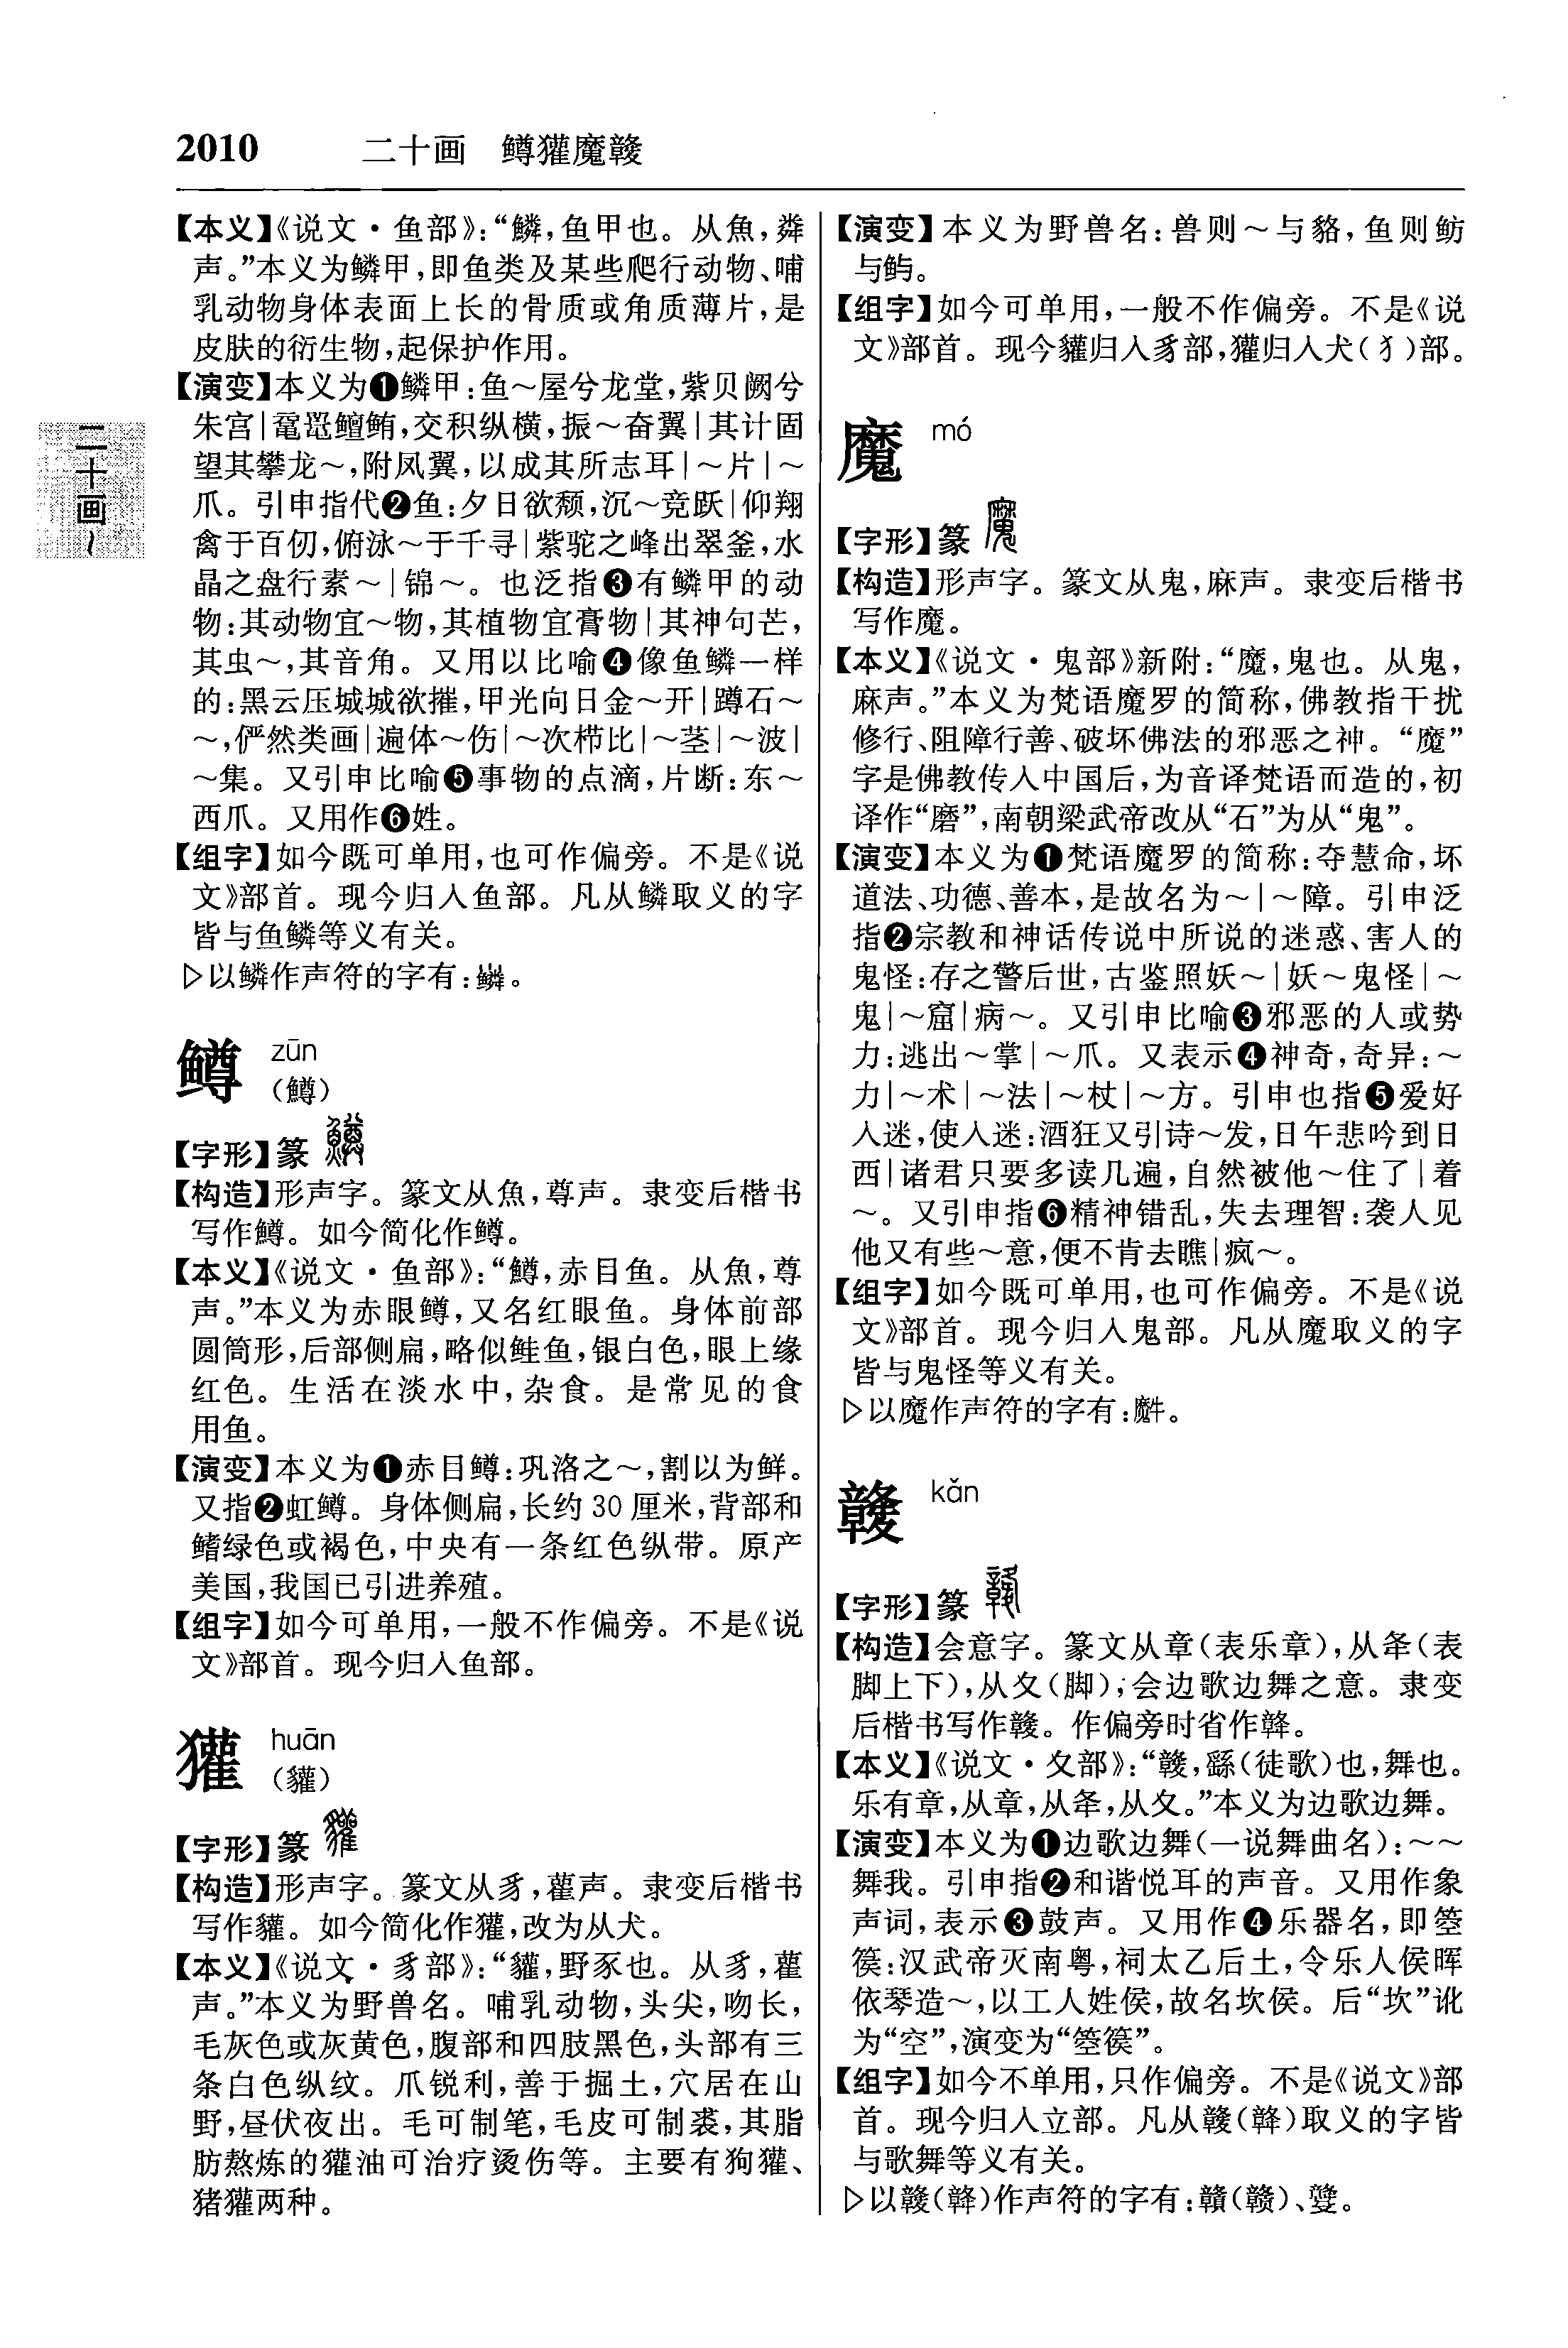 2010 二十画 鳟獾魔竷
【本义】《说文·鱼部》：“鳞，鱼甲也。从魚，粦
声。”本义为鳞甲，即鱼类及某些爬行动物、哺
乳动物身体表面上长的骨质或角质薄片，是
皮肤的衍生物，起保护作用。
【演变】本义为❶鳞甲：鱼～屋兮龙堂，紫贝阙兮
朱宫|鼋鼍鳣鲔，交积纵横，振～奋翼|其计固
望其攀龙～，附凤翼，以成其所志耳|～片|～
爪。引申指代❷鱼：夕日欲颓，沉～竞跃|仰翔
禽于百仞，俯泳～于千寻|紫驼之峰出翠釜，水
晶之盘行素～|锦～。也泛指❸有鳞甲的动
物：其动物宜～物，其植物宜膏物|其神句芒，
其虫～，其音角。又用以比喻❹像鱼鳞一样
的：黑云压城城欲摧，甲光向日金～开|蹲石～
～，俨然类画|遍体～伤|～次栉比|～茎|～波|
～集。又引申比喻❺事物的点滴，片断：东～
西爪。又用作❻姓。
【组字】如今既可单用，也可作偏旁。不是《说
文》部首。现今归入鱼部。凡从鳞取义的字
皆与鱼鳞等义有关。
▷以鳞作声符的字有：。
二十画～
鳟 zūn
（鱒）
【字形】篆
【构造】形声字。篆文从魚，尊声。隶变后楷书
写作鱒。如今简化作鳟。
【本义】《说文·鱼部》：“鱒，赤目鱼。从魚，尊
声。”本义为赤眼鳟，又名红眼鱼。身体前部
圆筒形，后部侧扁，略似鲑鱼，银白色，眼上缘
红色。生活在淡水中，杂食。是常见的食
用鱼。
【演变】本义为❶赤目鳟：巩洛之～，割以为鲜。
又指❷虹鳟。身体侧扁，长约30厘米，背部和
鳍绿色或褐色，中央有一条红色纵带。原产
美国，我国已引进养殖。
【组字】如今可单用，一般不作偏旁。不是《说
文》部首。现今归入鱼部。
獾 huān
（貛）
【字形】篆
【构造】形声字。篆文从豸，雚声。隶变后楷书
写作貛。如今简化作獾，改为从犬。
【本义】《说文·豸部》：“貛，野豕也。从豸，雚
声。”本义为野兽名。哺乳动物，头尖，吻长，
毛灰色或灰黄色，腹部和四肢黑色，头部有三
条白色纵纹。爪锐利，善于掘土，穴居在山
野，昼伏夜出。毛可制笔，毛皮可制裘，其脂
肪熬炼的獾油可治疗烫伤等。主要有狗獾、
猪獾两种。
【演变】本义为野兽名：兽则～与貉，鱼则鲂
与鲌。
【组字】如今可单用，一般不作偏旁。不是《说
文》部首。现今貛归入豸部，獾归入犬（犭）部。
魔 mó
【字形】篆
【构造】形声字。篆文从鬼，麻声。隶变后楷书
写作魔。
【本义】《说文·鬼部》新附：“魔，鬼也。从鬼，
麻声。”本义为梵语魔罗的简称，佛教指干扰
修行、阻障行善、破坏佛法的邪恶之神。“魔”
字是佛教传入中国后，为音译梵语而造的，初
译作“磨”，南朝梁武帝改从“石”为从“鬼”。
【演变】本义为❶梵语魔罗的简称：夺慧命，坏
道法、功德、善本，是故名为～|～障。引申泛
指❷宗教和神话传说中所说的迷惑、害人的
鬼怪：存之警后世，古鉴照妖～|妖～鬼怪|～
鬼|～窟|病～。又引申比喻❸邪恶的人或势
力：逃出～掌|～爪。又表示❹神奇，奇异：～
力|～术|～法|～杖|～方。引申也指❺爱好
入迷，使入迷：酒狂又引诗～发，日午悲吟到日
西|诸君只要多读几遍，自然被他～住了|着
～。又引申指❻精神错乱，失去理智：袭人见
他又有些～意，便不肯去瞧|疯～。
【组字】如今既可单用，也可作偏旁。不是《说
文》部首。现今归入鬼部。凡从魔取义的字
皆与鬼怪等义有关。
▷以魔作声符的字有：。
竷 kǎn
【字形】篆
【构造】会意字。篆文从章（表乐章），从夅（表
脚上下），从夊（脚），会边歌边舞之意。隶变
后楷书写作竷。作偏旁时省作。
【本义】《说文·夊部》：“竷，繇（徒歌）也，舞也。
乐有章，从章，从夅，从夊。”本义为边歌边舞。
【演变】本义为❶边歌边舞（一说舞曲名）：～～
舞我。引申指❷和谐悦耳的声音。又用作象
声词，表示❸鼓声。又用作❹乐器名，即箜
篌：汉武帝灭南粤，祠太乙后土，令乐人侯晖
依琴造～，以工人姓侯，故名坎侯。后“坎”讹
为“空”，演变为“箜篌”。
【组字】如今不单用，只作偏旁。不是《说文》部
首。现今归入立部。凡从竷（）取义的字皆
与歌舞等义有关。
▷以竷（）作声符的字有：贛（赣）、。